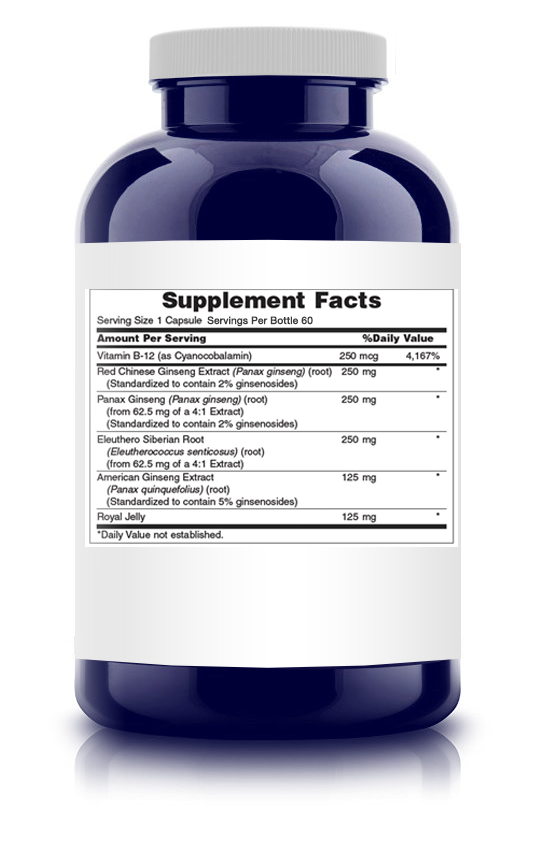 Supplement Facts
Serving Size 1 Capsule Servings Per Bottle 60
Amount Per Serving %Daily Value
Vitamin B-12 (as Cyanocobalamin) 250 mcg 4,167%
Red Chinese Ginseng Extract (Panax ginseng) (root) 250 mg *
(Standardized to contain 2% ginsenosides)
Panax Ginseng (Panax ginseng) (root) 250 mg *
(from 62.5 mg of a 4:1 Extract)
(Standardized to contain 2% ginsenosides)
Eleuthero Siberian Root 250 mg *
(Eleutherococcus senticosus) (root)
(from 62.5 mg of a 4:1 Extract)
American Ginseng Extract 125 mg *
(Panax quinquefolius) (root)
(Standardized to contain 5% ginsenosides)
Royal Jelly 125 mg *
*Daily Value not established.